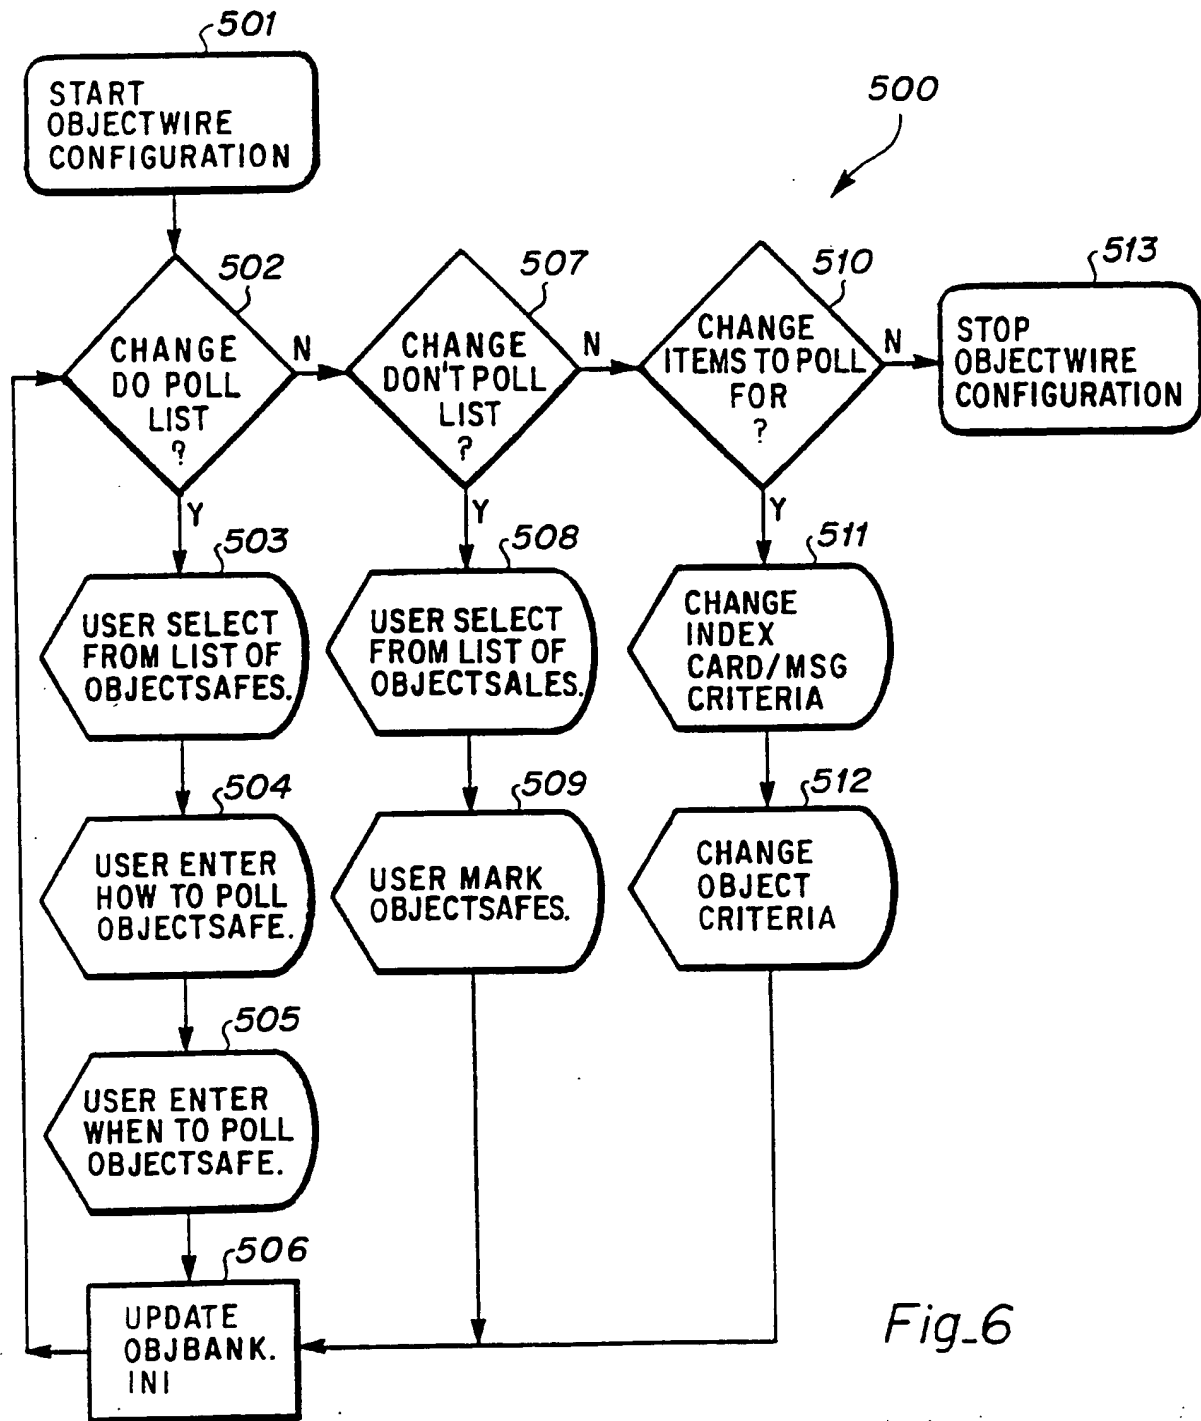 501
START
OBJECTWIRE
CONFIGURATION
500
502
CHANGE
DO POLL
LIST
?
N
Y
507
CHANGE
DON'T POLL
LIST
?
N
Y
510
CHANGE
ITEMS TO POLL
FOR
?
N
Y
513
STOP
OBJECTWIRE
CONFIGURATION
503
USER SELECT
FROM LIST OF
OBJECTSAFES.
508
USER SELECT
FROM LIST OF
OBJECTSALES.
511
CHANGE
INDEX
CARD/MSG
CRITERIA
504
USER ENTER
HOW TO POLL
OBJECTSAFE.
509
USER MARK
OBJECTSAFES.
512
CHANGE
OBJECT
CRITERIA
505
USER ENTER
WHEN TO POLL
OBJECTSAFE.
506
UPDATE
OBJBANK.
INI
Fig_6